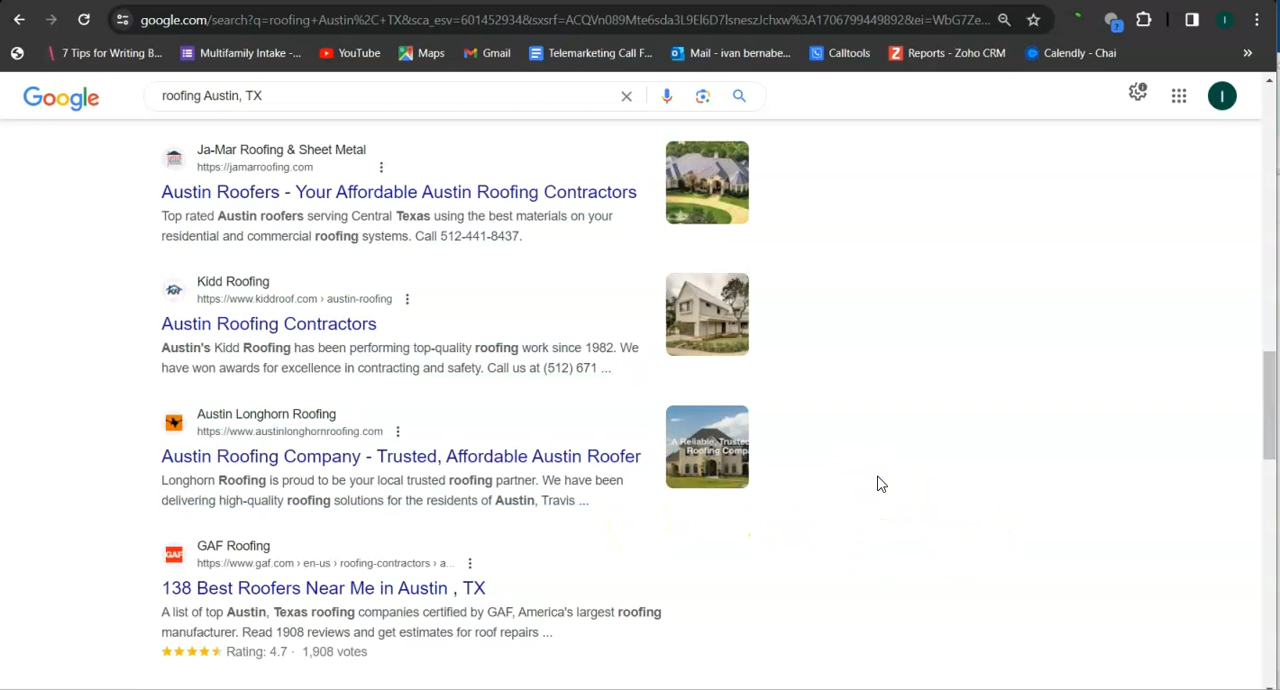 google.com/search?q=roofing+Austin%2C+TX&sca_esv=601452934&sxsrf=ACQVn089Mte6sda3L9El6D7lsneszJchxw%3A1706799449892&ei=WbG7Ze...
7
I
7 Tips for Writing B...
Multifamily Intake -...
YouTube
Maps
Gmail
Telemarketing Call F...
Mail - ivan bernabe...
Calltools
Reports - Zoho CRM
Calendly - Chai
»
Google
roofing Austin, TX
I
Ja-Mar Roofing & Sheet Metal
https://jamarroofing.com
Austin Roofers - Your Affordable Austin Roofing Contractors
Top rated Austin roofers serving Central Texas using the best materials on your
residential and commercial roofing systems. Call 512-441-8437.
Kidd Roofing
https://www.kiddroof.com › austin-roofing
Austin Roofing Contractors
Austin's Kidd Roofing has been performing top-quality roofing work since 1982. We
have won awards for excellence in contracting and safety. Call us at (512) 671 ...
Austin Longhorn Roofing
https://www.austinlonghornroofing.com
A Reliable, Trusted
Roofing Comp
Austin Roofing Company - Trusted, Affordable Austin Roofer
Longhorn Roofing is proud to be your local trusted roofing partner. We have been
delivering high-quality roofing solutions for the residents of Austin, Travis ...
GAF
GAF Roofing
https://www.gaf.com › en-us › roofing-contractors › a...
138 Best Roofers Near Me in Austin , TX
A list of top Austin, Texas roofing companies certified by GAF, America's largest roofing
manufacturer. Read 1908 reviews and get estimates for roof repairs ...
Rating: 4.7 · 1,908 votes